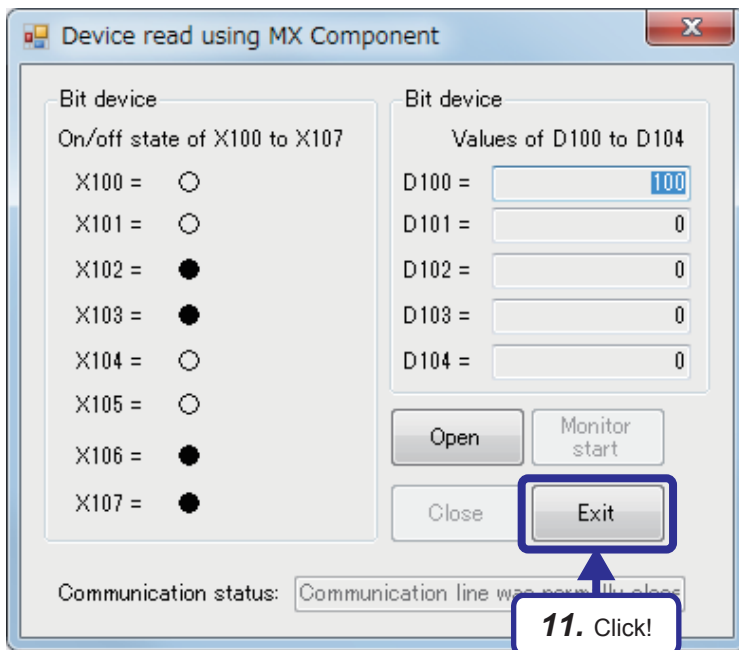 Device read using MX Component
x
Bit device
On/off state of X100 to X107
X100 = ○
X101 = ○
X102 = ●
X103 = ●
X104 = ○
X105 = ○
X106 = ●
X107 = ●
Bit device
Values of D100 to D104
D100 = 100
D101 = 0
D102 = 0
D103 = 0
D104 = 0
Open
Monitor
start
Close
Exit
Communication status: Communication line was
11. Click!